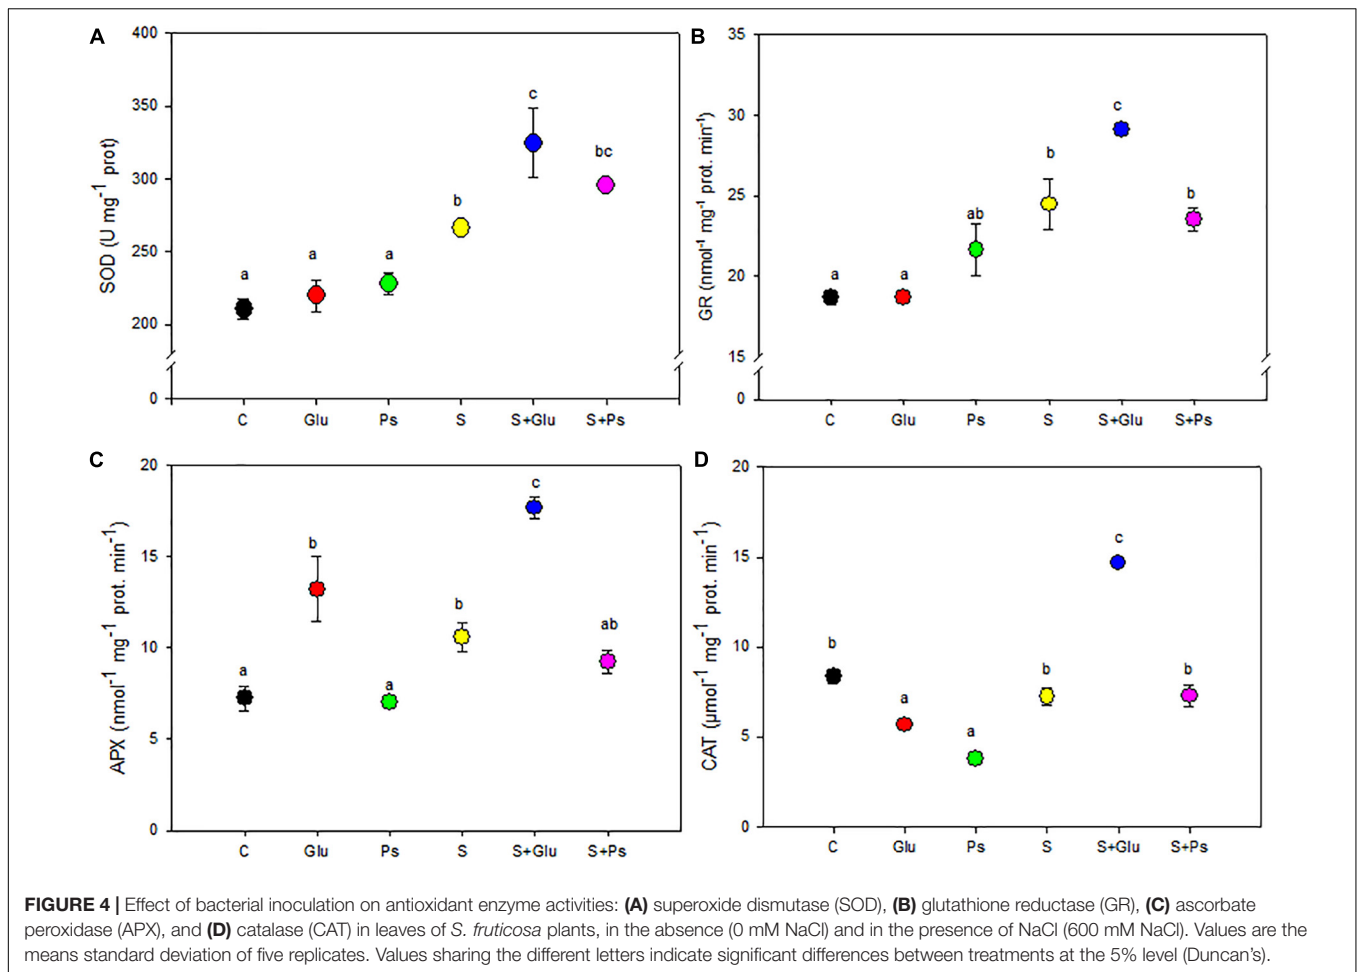 A
400
350
300
250
200
0
SOD (U mg⁻¹ prot)
a
a
a
b
c
bc
C Glu Ps S S+Glu S+Ps
B
35
30
25
20
15
0
GR (nmol⁻¹ mg⁻¹ prot. min⁻¹)
a
a
ab
b
c
b
C Glu Ps S S+Glu S+Ps
C
20
15
10
5
0
APX (nmol⁻¹ mg⁻¹ prot. min⁻¹)
a
b
a
b
c
ab
C Glu Ps S S+Glu S+Ps
D
20
15
10
5
0
CAT (µmol⁻¹ mg⁻¹ prot. min⁻¹)
b
a
a
b
c
b
C Glu Ps S S+Glu S+Ps
FIGURE 4 | Effect of bacterial inoculation on antioxidant enzyme activities: (A) superoxide dismutase (SOD), (B) glutathione reductase (GR), (C) ascorbate
peroxidase (APX), and (D) catalase (CAT) in leaves of S. fruticosa plants, in the absence (0 mM NaCl) and in the presence of NaCl (600 mM NaCl). Values are the
means standard deviation of five replicates. Values sharing the different letters indicate significant differences between treatments at the 5% level (Duncan's).